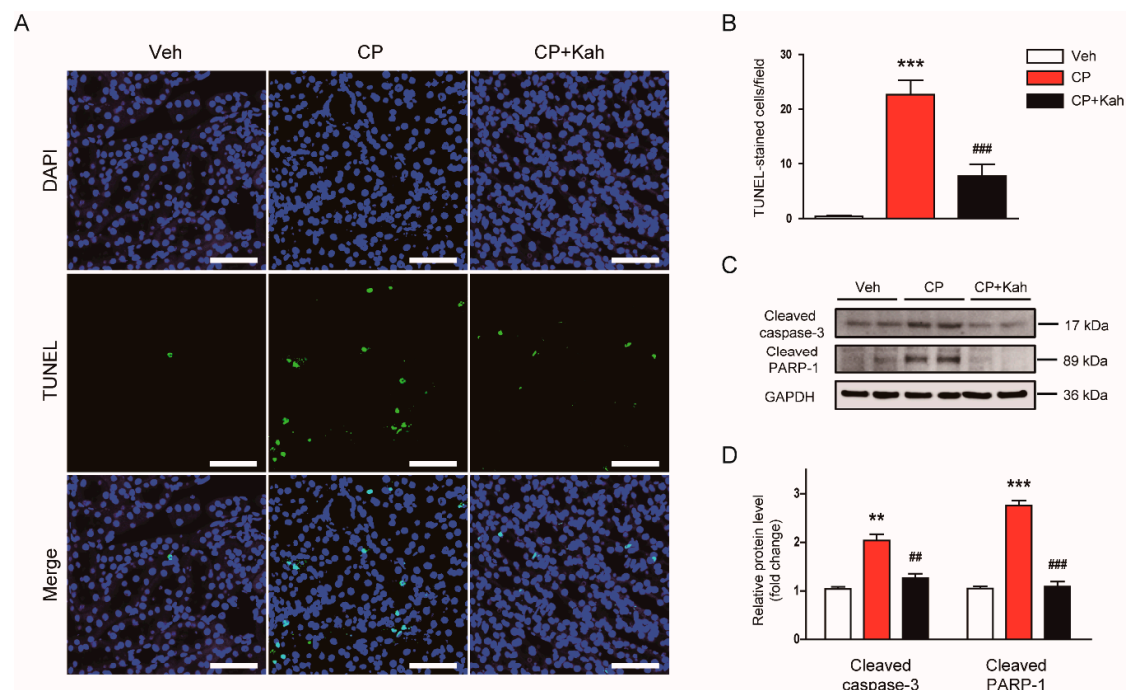 A
Veh CP CP+Kah
DAPI
TUNEL
Merge
B
TUNEL-stained cells/field
30
20
10
0
***
###
Veh
CP
CP+Kah
C
Veh CP CP+Kah
Cleaved
caspase-3
17 kDa
Cleaved
PARP-1
89 kDa
GAPDH
36 kDa
D
Relative protein level
(fold change)
3
2
1
0
**
##
***
###
Cleaved
caspase-3
Cleaved
PARP-1